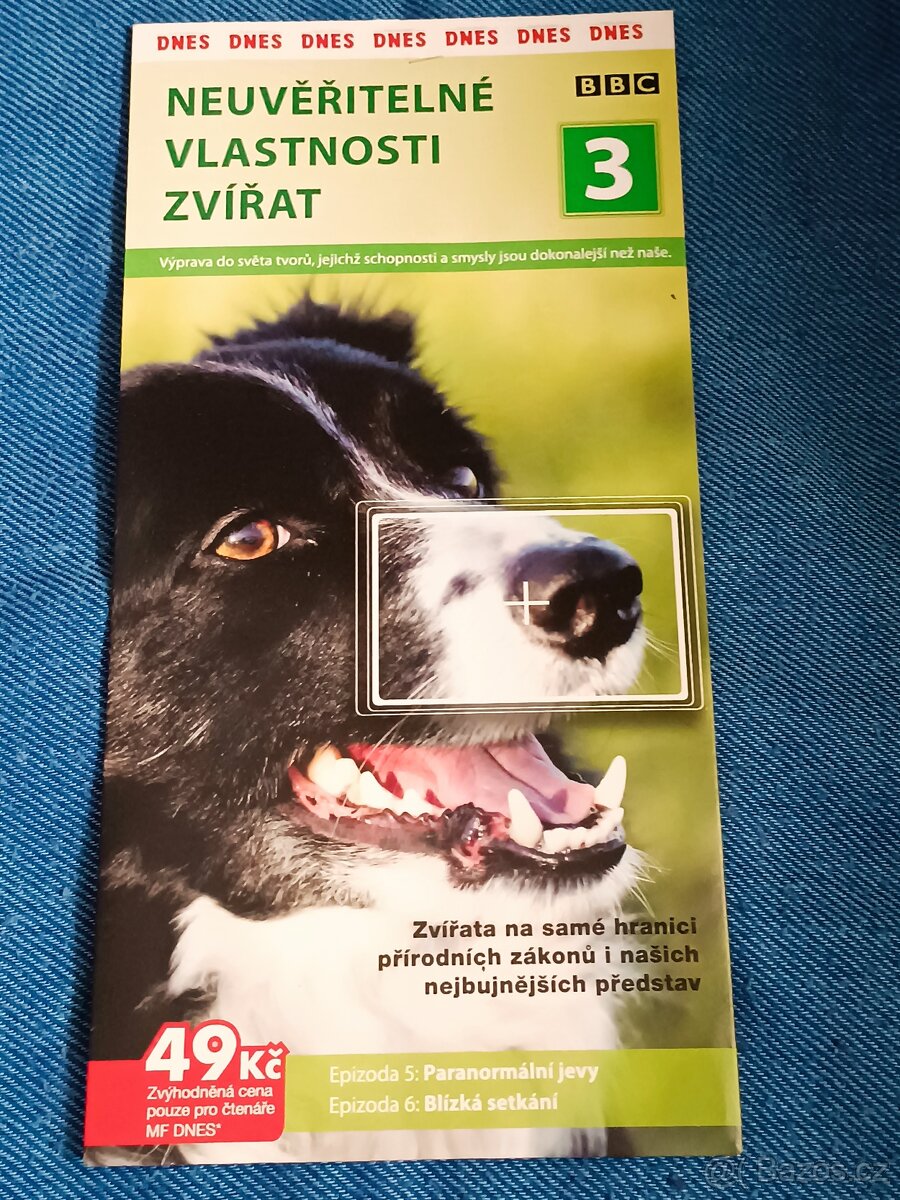 DNES DNES DNES DNES DNES DNES DNES
NEUVĚŘITELNÉ
VLASTNOSTI
ZVÍŘAT
BBC
3
Výprava do světa tvorů, jejichž schopnosti a smysly jsou dokonalejší než naše.
Zvířata na samé hranici
přírodních zákonů i našich
nejbujnějších představ
49Kč
Zvýhodněná cena
pouze pro čtenáře
MF DNES*
Epizoda 5: Paranormální jevy
Epizoda 6: Blízká setkání
Bazos.cz